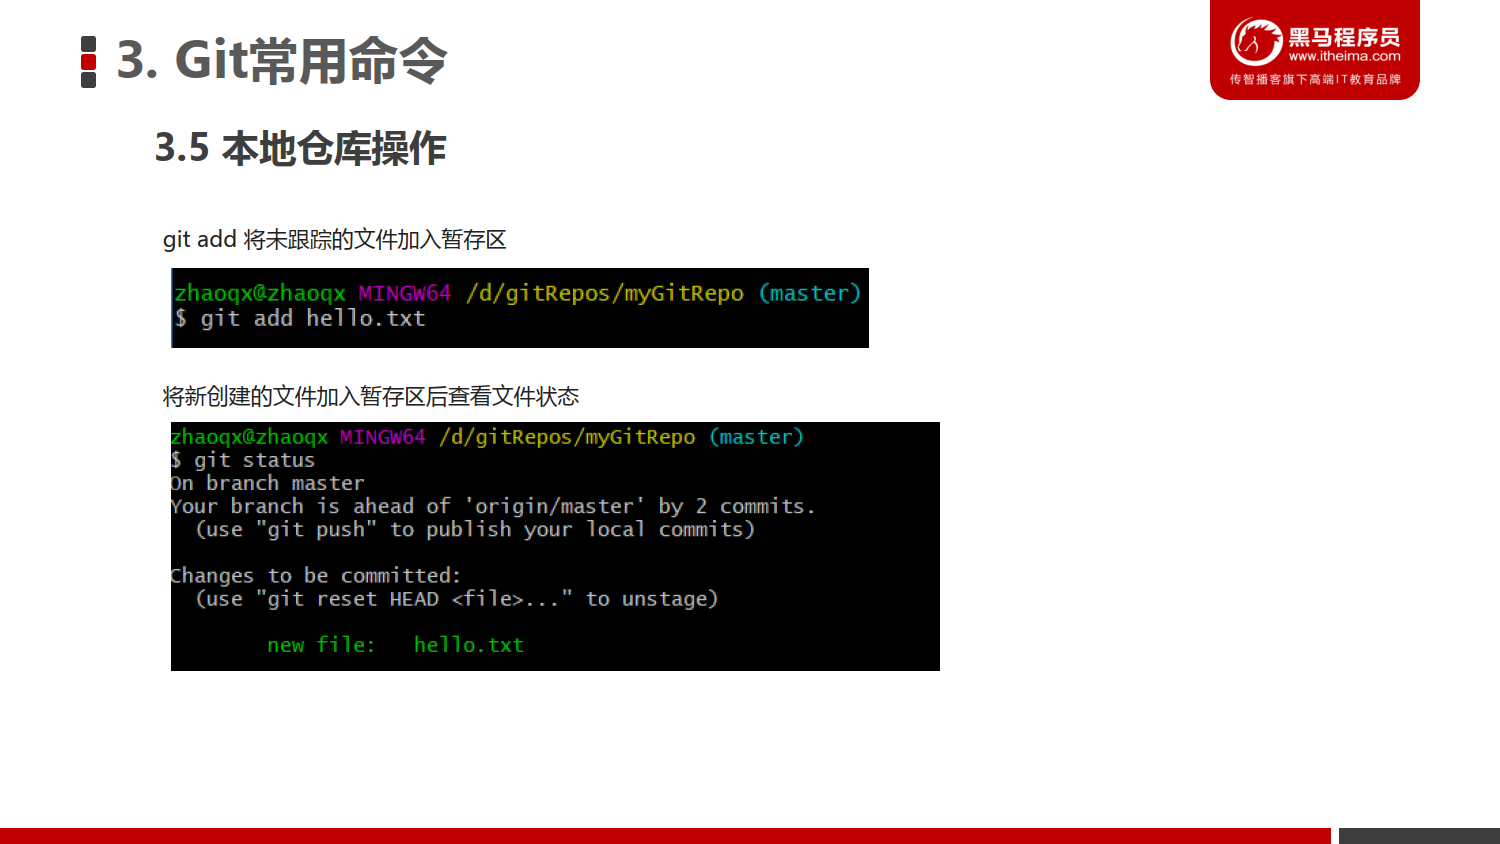 3. Git常用命令
黑马程序员
www.itheima.com
传智播客旗下高端IT教育品牌
3.5 本地仓库操作
git add 将未跟踪的文件加入暂存区
zhaoqx@zhaoqx MINGW64 /d/gitRepos/myGitRepo (master)
$ git add hello.txt
将新创建的文件加入暂存区后查看文件状态
zhaoqx@zhaoqx MINGW64 /d/gitRepos/myGitRepo (master)
$ git status
On branch master
Your branch is ahead of 'origin/master' by 2 commits.
  (use "git push" to publish your local commits)
Changes to be committed:
  (use "git reset HEAD <file>..." to unstage)
        new file:   hello.txt